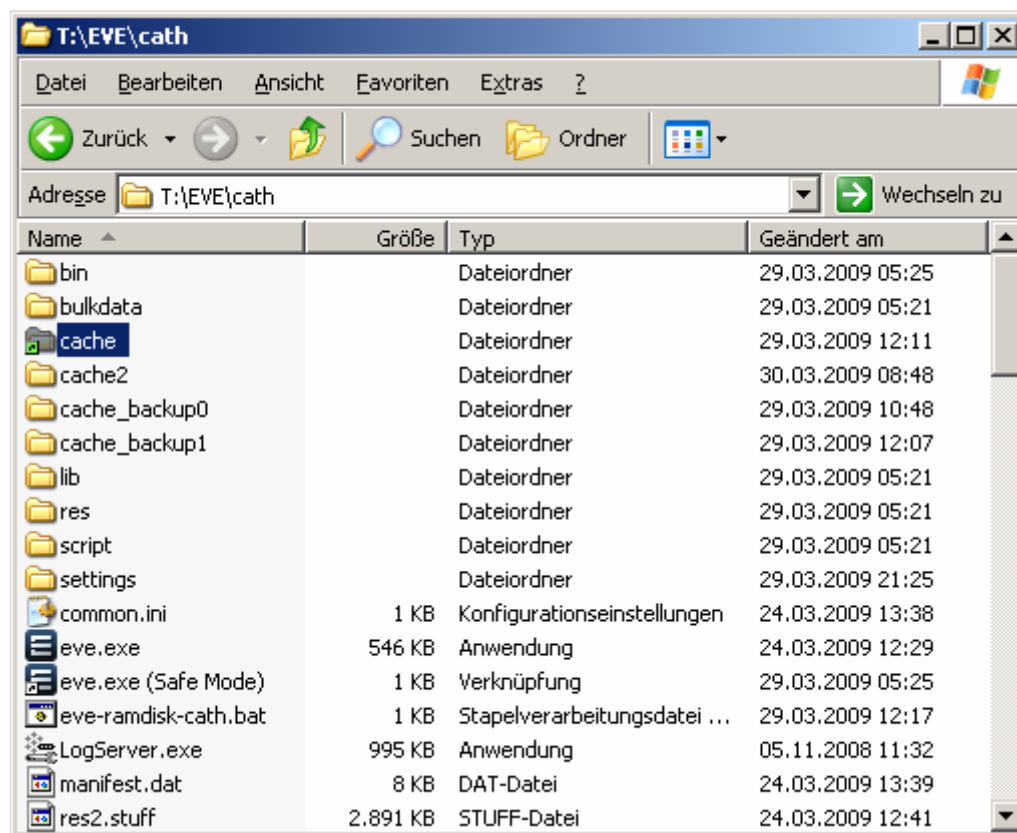 T:\EVE\cath
Datei Bearbeiten Ansicht Favoriten Extras ?
Zurück Suchen Ordner
Adresse T:\EVE\cath Wechseln zu
Name Größe Typ Geändert am
bin Dateiordner 29.03.2009 05:25
bulkdata Dateiordner 29.03.2009 05:21
cache Dateiordner 29.03.2009 12:11
cache2 Dateiordner 30.03.2009 08:48
cache_backup0 Dateiordner 29.03.2009 10:48
cache_backup1 Dateiordner 29.03.2009 12:07
lib Dateiordner 29.03.2009 05:21
res Dateiordner 29.03.2009 05:21
script Dateiordner 29.03.2009 05:21
settings Dateiordner 29.03.2009 21:25
common.ini 1 KB Konfigurationseinstellungen 24.03.2009 13:38
eve.exe 546 KB Anwendung 24.03.2009 12:29
eve.exe (Safe Mode) 1 KB Verknüpfung 29.03.2009 05:25
eve-ramdisk-cath.bat 1 KB Stapelverarbeitungsdatei ... 29.03.2009 12:17
LogServer.exe 995 KB Anwendung 05.11.2008 11:32
manifest.dat 8 KB DAT-Datei 24.03.2009 13:39
res2.stuff 2.891 KB STUFF-Datei 24.03.2009 12:41